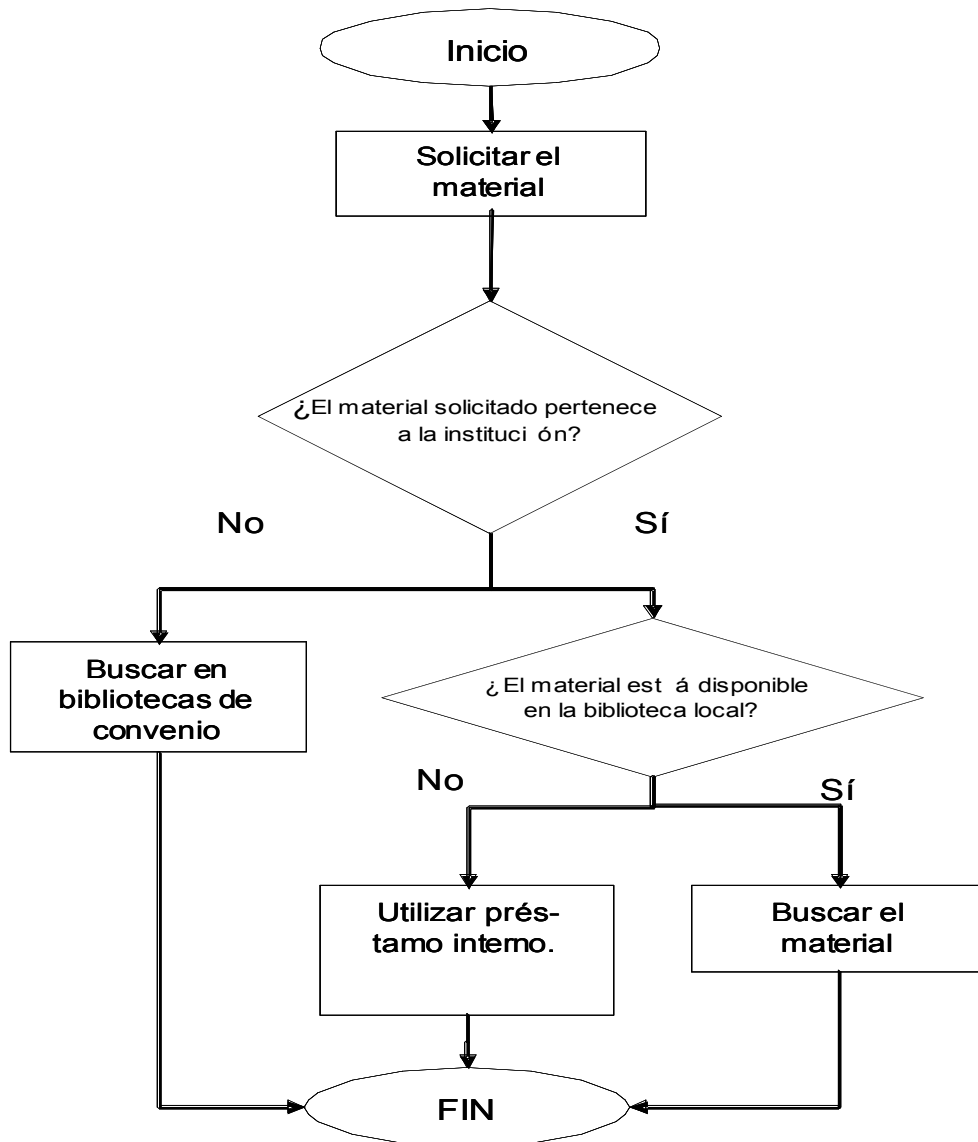 Inicio
Solicitar el
material
¿El material solicitado pertenece
a la instituci ón?
No
Sí
Buscar en
bibliotecas de
convenio
¿El material est á disponible
en la biblioteca local?
No
Sí
Utilizar prés-
tamo interno.
Buscar el
material
FIN